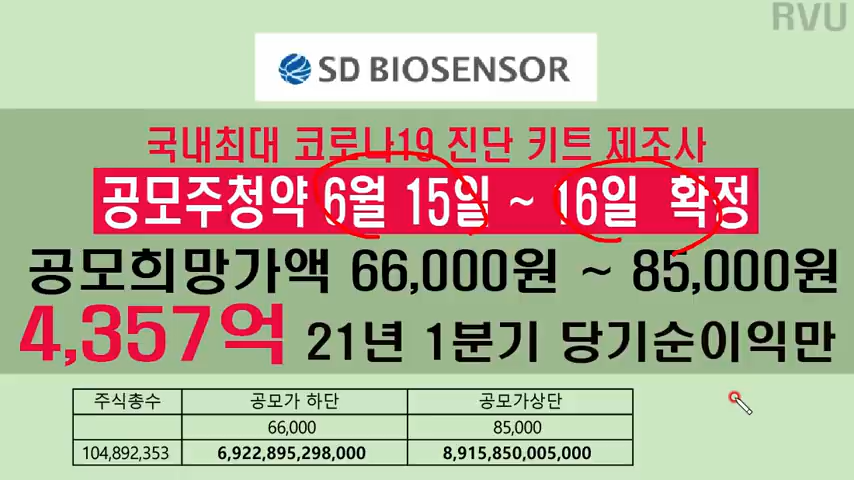 RVU
SD BIOSENSOR
국내최대 코로나19 진단 키트 제조사
공모주청약 6월 15일 ~ 16일 확정
공모희망가액 66,000원 ~ 85,000원
4,357억 21년 1분기 당기순이익만
주식총수 공모가 하단 공모가상단
66,000 85,000
104,892,353 6,922,895,298,000 8,915,850,005,000